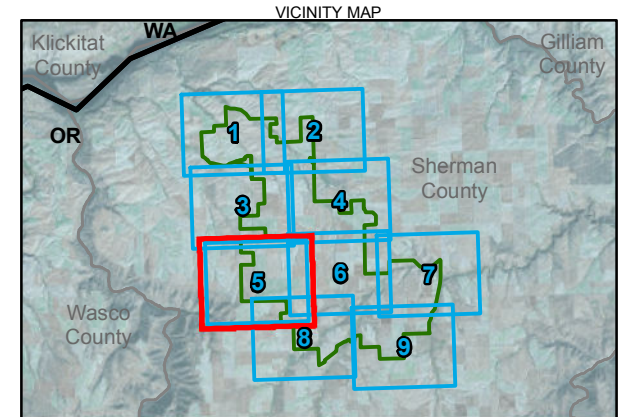 VICINITY MAP
WA
Klickitat
County
Gilliam
County
OR
1
2
Sherman
County
3
4
5
6
7
Wasco
County
8
9